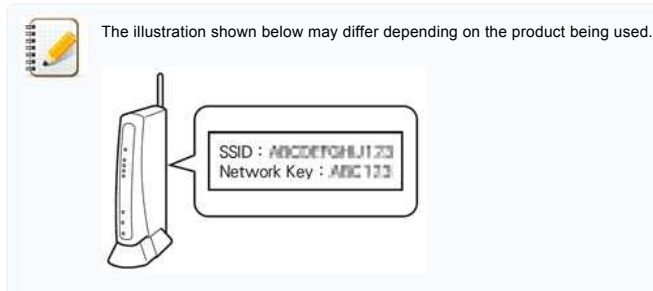 The illustration shown below may differ depending on the product being used.
SSID : ABCDEFGHIJ123
Network Key : ABC123